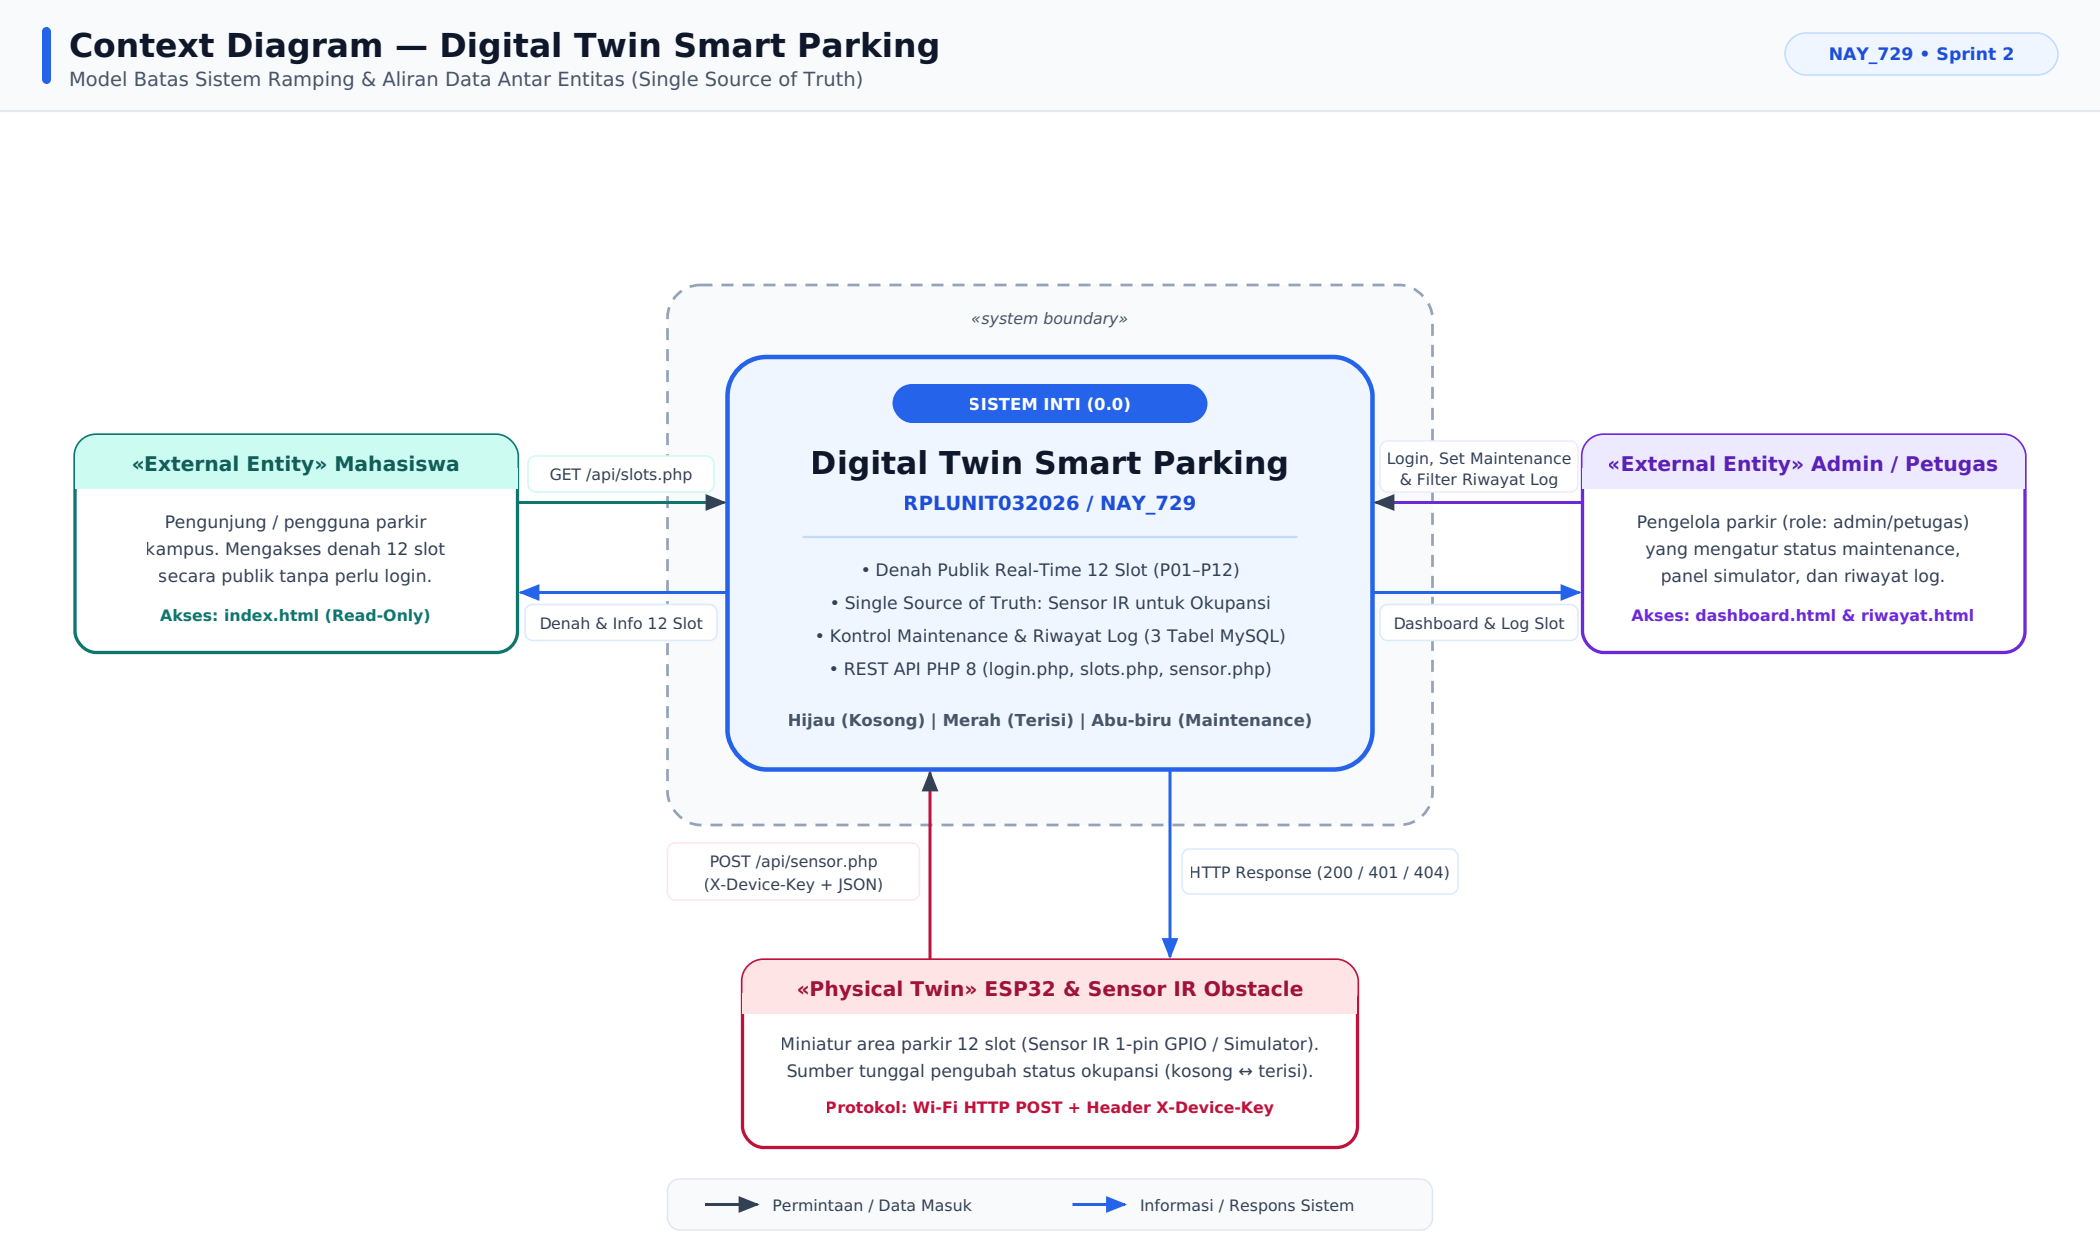 Context Diagram — Digital Twin Smart Parking
Model Batas Sistem Ramping & Aliran Data Antar Entitas (Single Source of Truth)
NAY_729 • Sprint 2
«system boundary»
SISTEM INTI (0.0)
Digital Twin Smart Parking
RPLUNIT032026 / NAY_729
• Denah Publik Real-Time 12 Slot (P01–P12)
• Single Source of Truth: Sensor IR untuk Okupansi
• Kontrol Maintenance & Riwayat Log (3 Tabel MySQL)
• REST API PHP 8 (login.php, slots.php, sensor.php)
Hijau (Kosong) | Merah (Terisi) | Abu-biru (Maintenance)
«External Entity» Mahasiswa
Pengunjung / pengguna parkir
kampus. Mengakses denah 12 slot
secara publik tanpa perlu login.
Akses: index.html (Read-Only)
GET /api/slots.php
Denah & Info 12 Slot
Login, Set Maintenance
& Filter Riwayat Log
Dashboard & Log Slot
«External Entity» Admin / Petugas
Pengelola parkir (role: admin/petugas)
yang mengatur status maintenance,
panel simulator, dan riwayat log.
Akses: dashboard.html & riwayat.html
POST /api/sensor.php
(X-Device-Key + JSON)
HTTP Response (200 / 401 / 404)
«Physical Twin» ESP32 & Sensor IR Obstacle
Miniatur area parkir 12 slot (Sensor IR 1-pin GPIO / Simulator).
Sumber tunggal pengubah status okupansi (kosong ↔ terisi).
Protokol: Wi-Fi HTTP POST + Header X-Device-Key
Permintaan / Data Masuk
Informasi / Respons Sistem